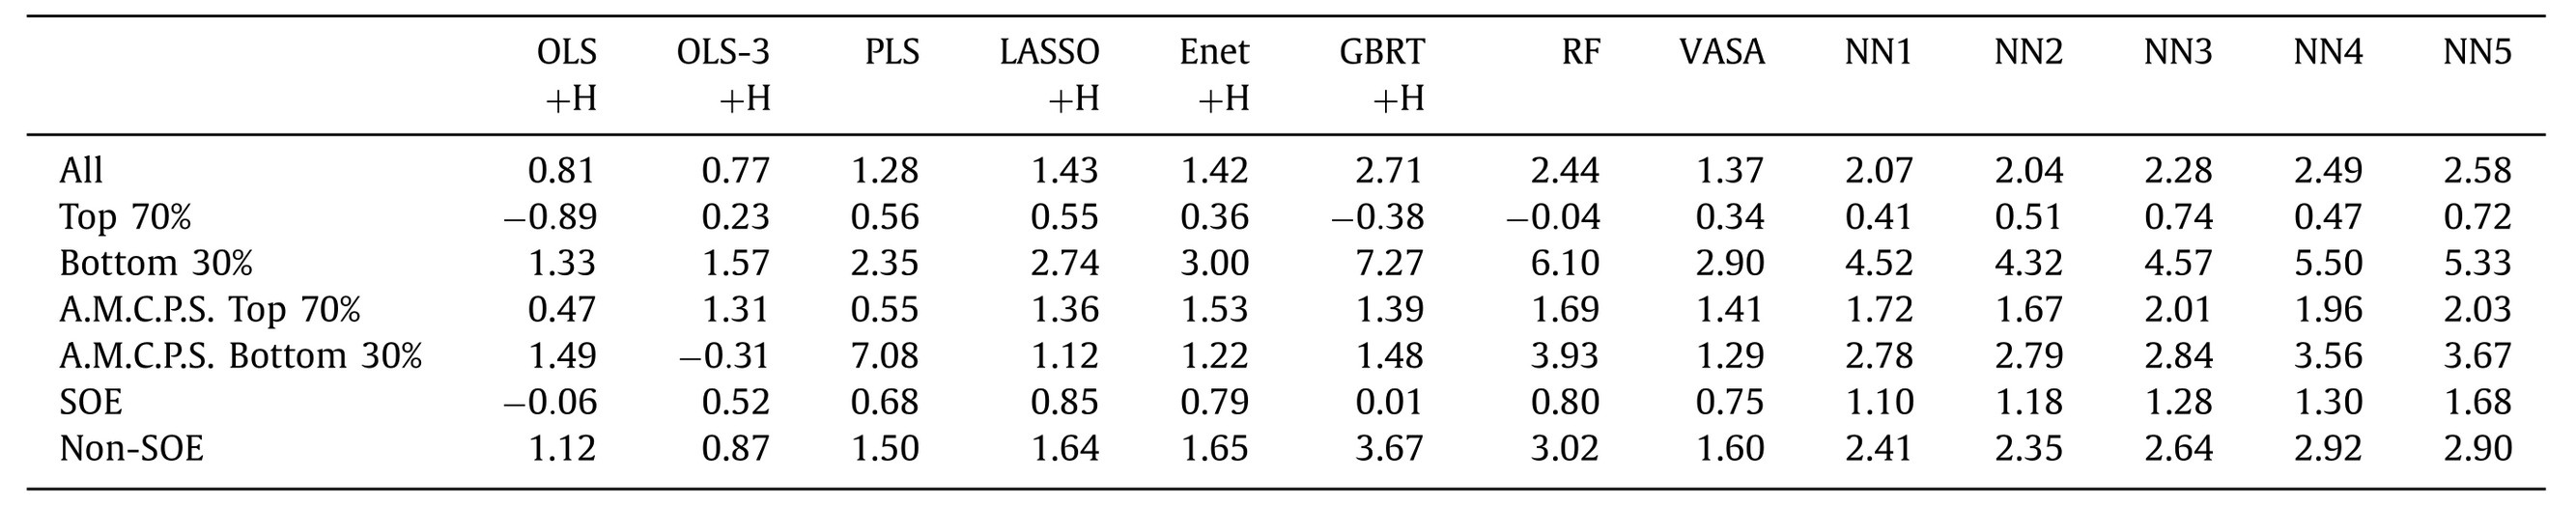 OLS OLS-3 PLS LASSO Enet GBRT RF VASA NN1 NN2 NN3 NN4 NN5
+H +H +H +H +H
All 0.81 0.77 1.28 1.43 1.42 2.71 2.44 1.37 2.07 2.04 2.28 2.49 2.58
Top 70% −0.89 0.23 0.56 0.55 0.36 −0.38 −0.04 0.34 0.41 0.51 0.74 0.47 0.72
Bottom 30% 1.33 1.57 2.35 2.74 3.00 7.27 6.10 2.90 4.52 4.32 4.57 5.50 5.33
A.M.C.P.S. Top 70% 0.47 1.31 0.55 1.36 1.53 1.39 1.69 1.41 1.72 1.67 2.01 1.96 2.03
A.M.C.P.S. Bottom 30% 1.49 −0.31 7.08 1.12 1.22 1.48 3.93 1.29 2.78 2.79 2.84 3.56 3.67
SOE −0.06 0.52 0.68 0.85 0.79 0.01 0.80 0.75 1.10 1.18 1.28 1.30 1.68
Non-SOE 1.12 0.87 1.50 1.64 1.65 3.67 3.02 1.60 2.41 2.35 2.64 2.92 2.90